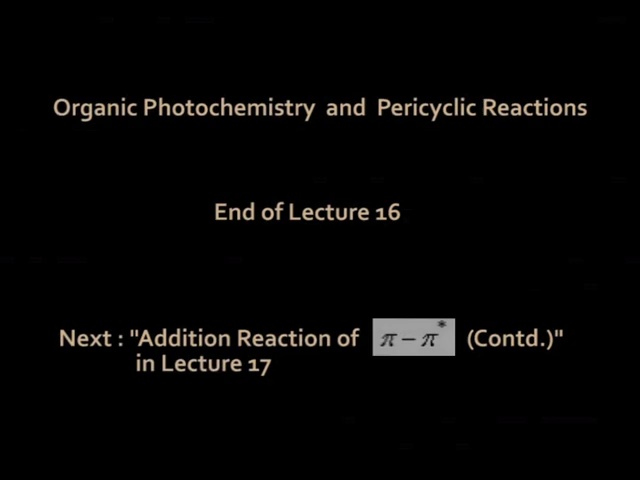 Organic Photochemistry and Pericyclic Reactions
End of Lecture 16
Next : "Addition Reaction of π – π* (Contd.)"
in Lecture 17